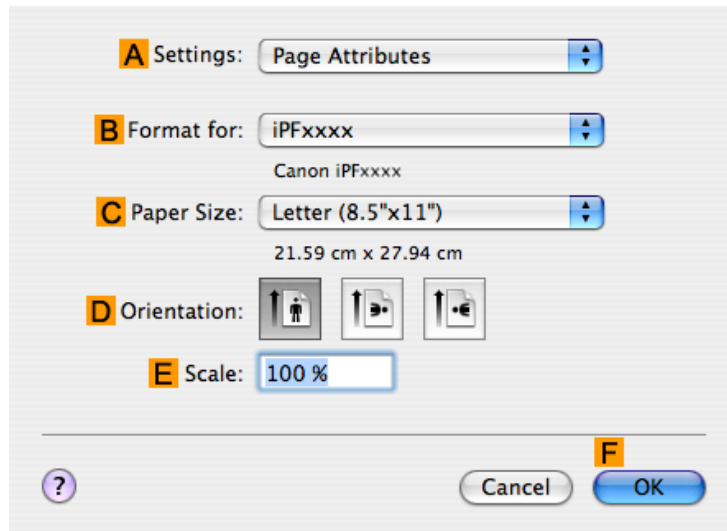 A Settings: Page Attributes
B Format for: iPFxxxx
Canon iPFxxxx
C Paper Size: Letter (8.5"x11")
21.59 cm x 27.94 cm
D Orientation:
E Scale: 100 %
F
? Cancel OK